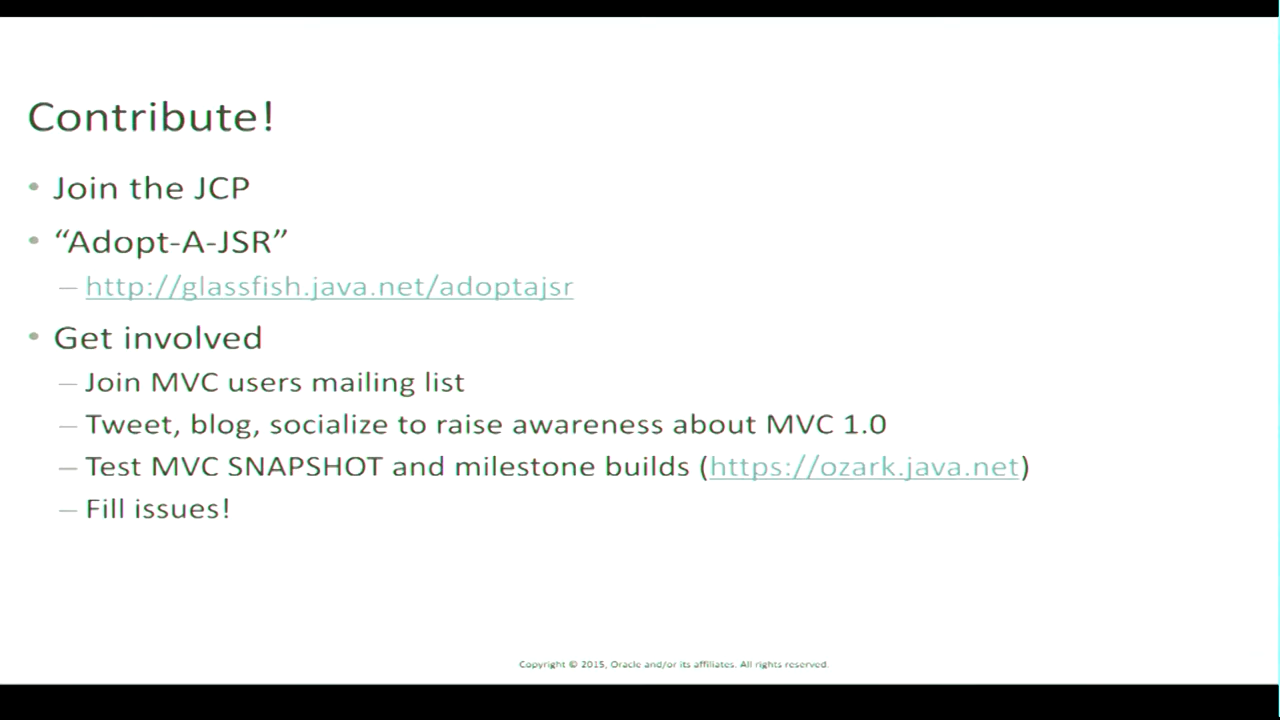 Contribute!
• Join the JCP
• “Adopt-A-JSR”
– http://glassfish.java.net/adoptajsr
• Get involved
– Join MVC users mailing list
– Tweet, blog, socialize to raise awareness about MVC 1.0
– Test MVC SNAPSHOT and milestone builds (https://ozark.java.net)
– Fill issues!
Copyright © 2015, Oracle and/or its affiliates. All rights reserved.